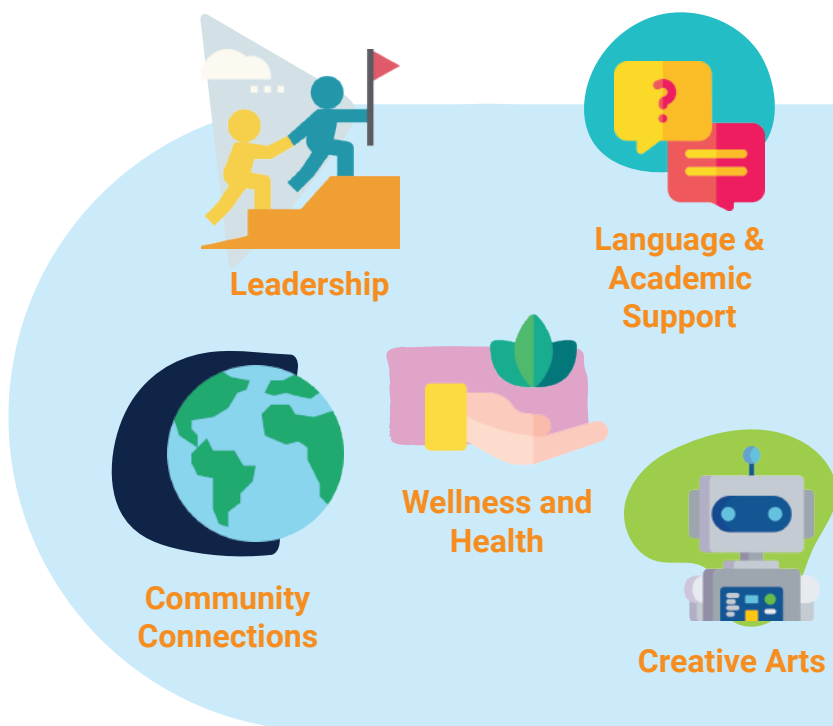 Leadership
Language &
Academic
Support
Wellness and
Health
Community
Connections
Creative Arts